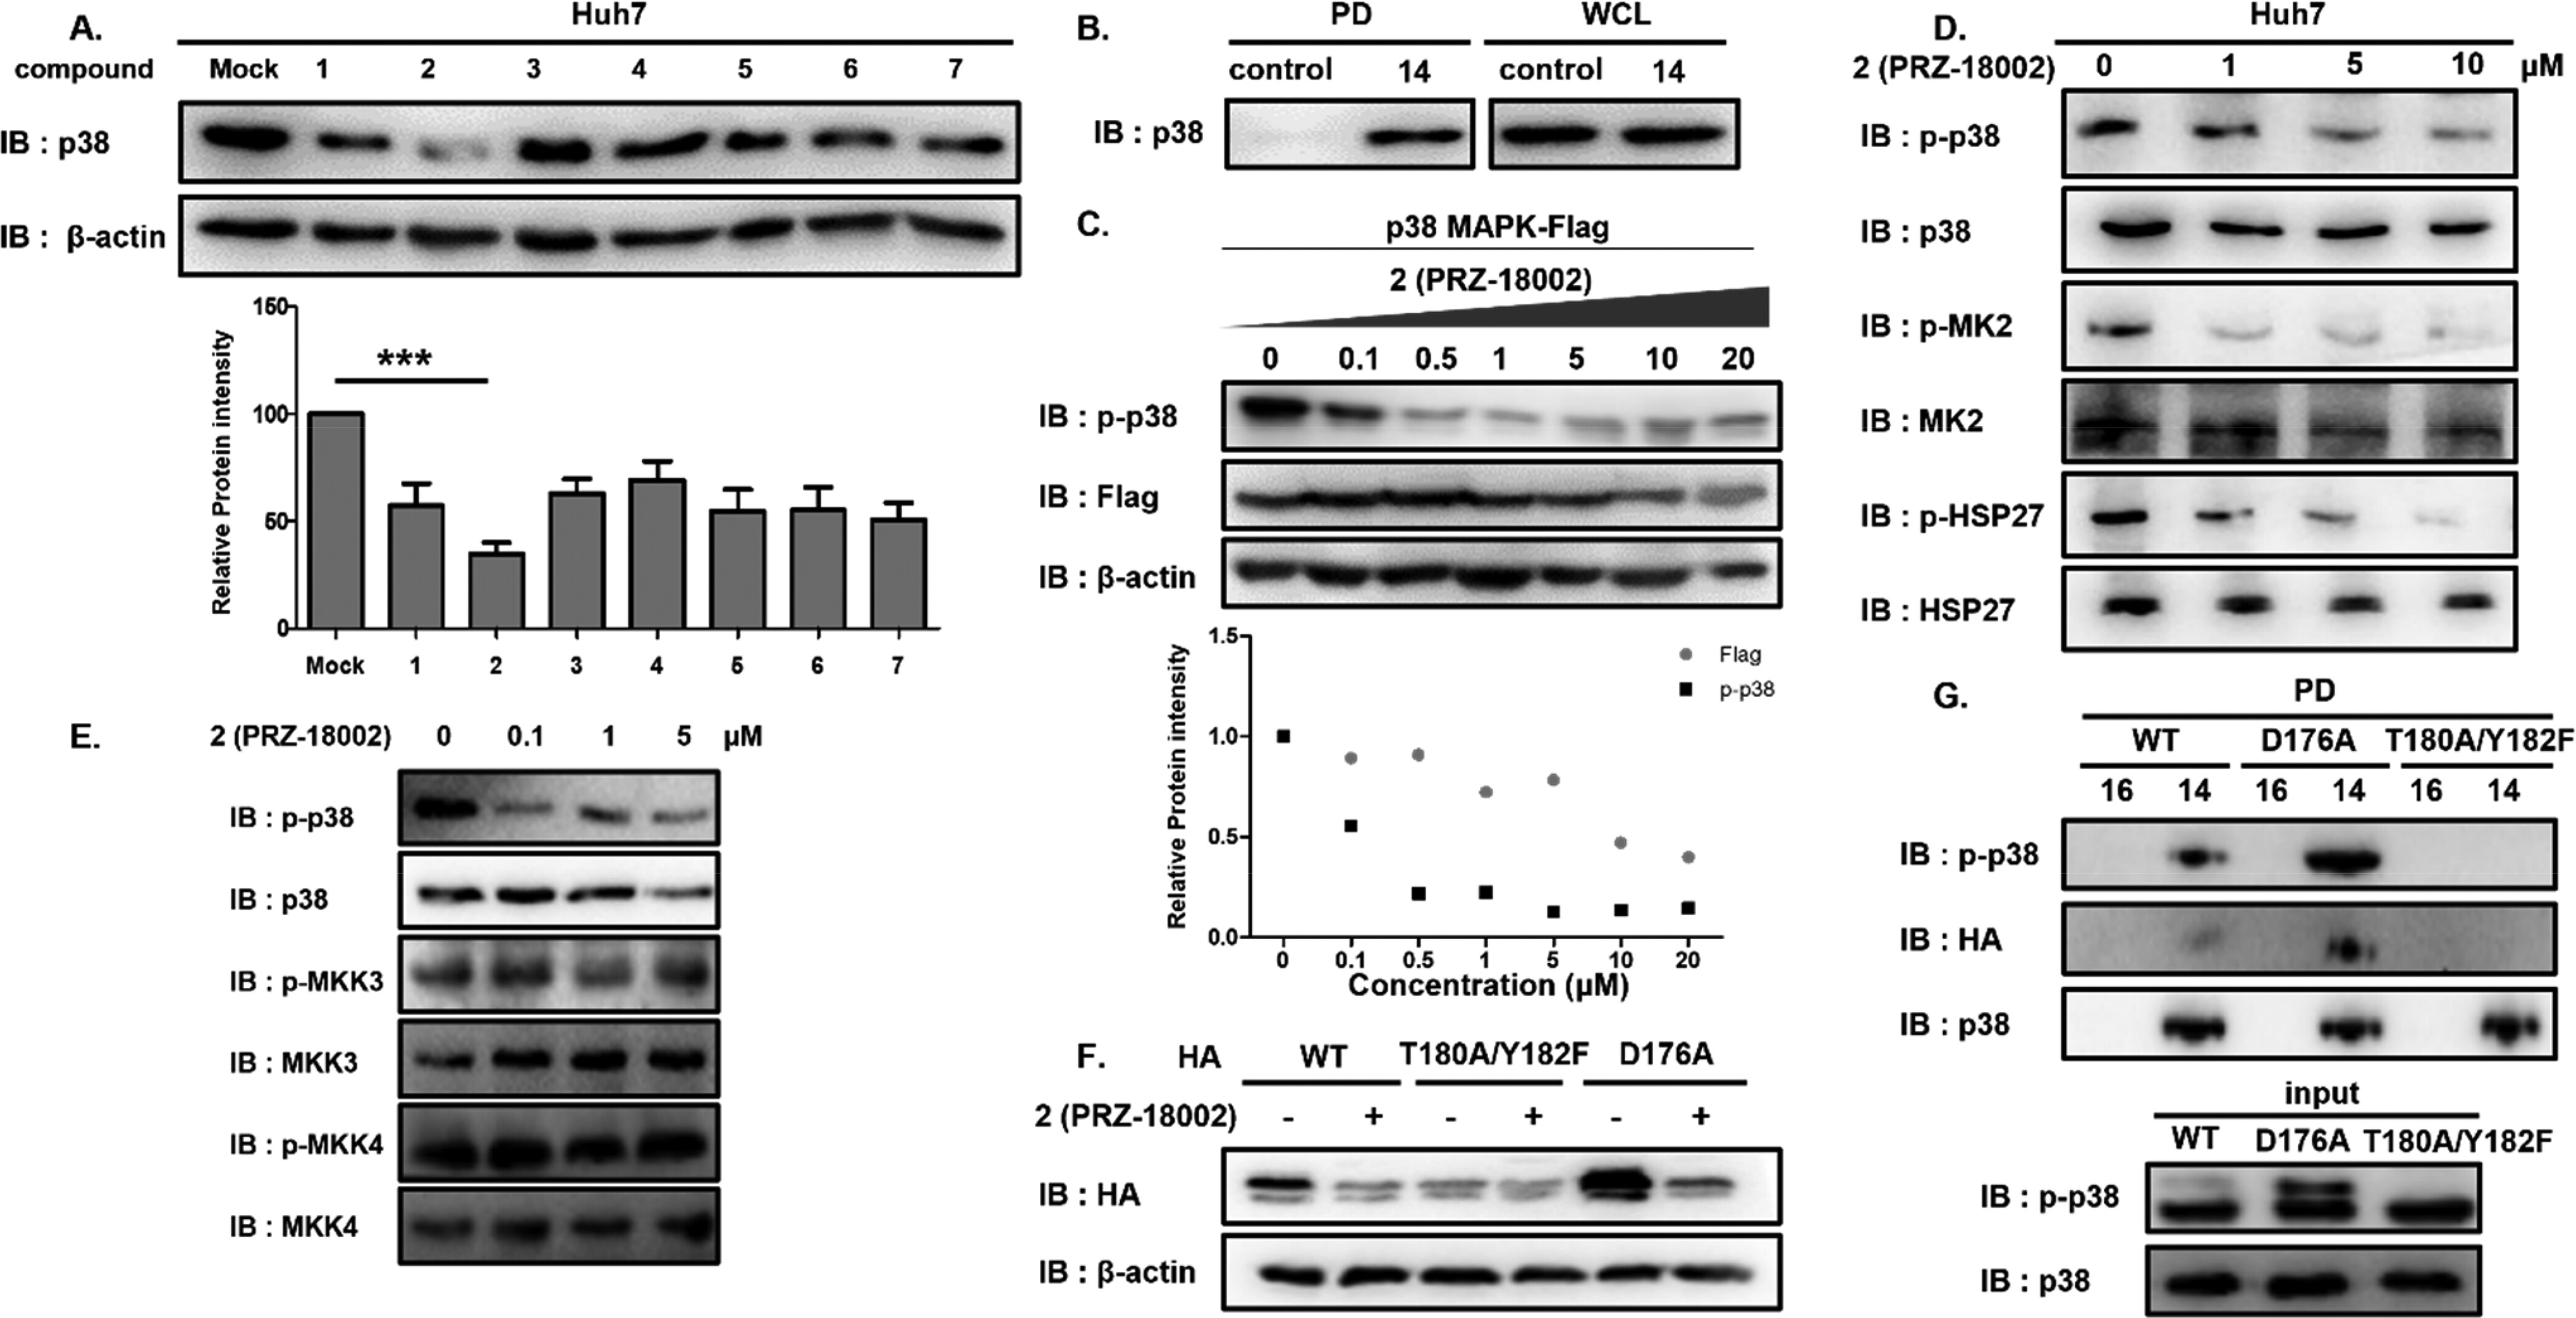 A.
Huh7
compound Mock 1 2 3 4 5 6 7
IB : p38
IB : β-actin
Relative Protein intensity
150
100
50
0
***
Mock 1 2 3 4 5 6 7
B.
PD WCL
control 14 control 14
IB : p38
C.
p38 MAPK-Flag
2 (PRZ-18002)
0 0.1 0.5 1 5 10 20
IB : p-p38
IB : Flag
IB : β-actin
Relative Protein intensity
1.5
1.0
0.5
0.0
Flag
p-p38
0 0.1 0.5 1 5 10 20
Concentration (μM)
D.
Huh7
2 (PRZ-18002) 0 1 5 10 μM
IB : p-p38
IB : p38
IB : p-MK2
IB : MK2
IB : p-HSP27
IB : HSP27
E.
2 (PRZ-18002) 0 0.1 1 5 μM
IB : p-p38
IB : p38
IB : p-MKK3
IB : MKK3
IB : p-MKK4
IB : MKK4
F.
HA WT T180A/Y182F D176A
2 (PRZ-18002) - + - + - +
IB : HA
IB : β-actin
G.
PD
WT D176A T180A/Y182F
16 14 16 14 16 14
IB : p-p38
IB : HA
IB : p38
input
WT D176A T180A/Y182F
IB : p-p38
IB : p38